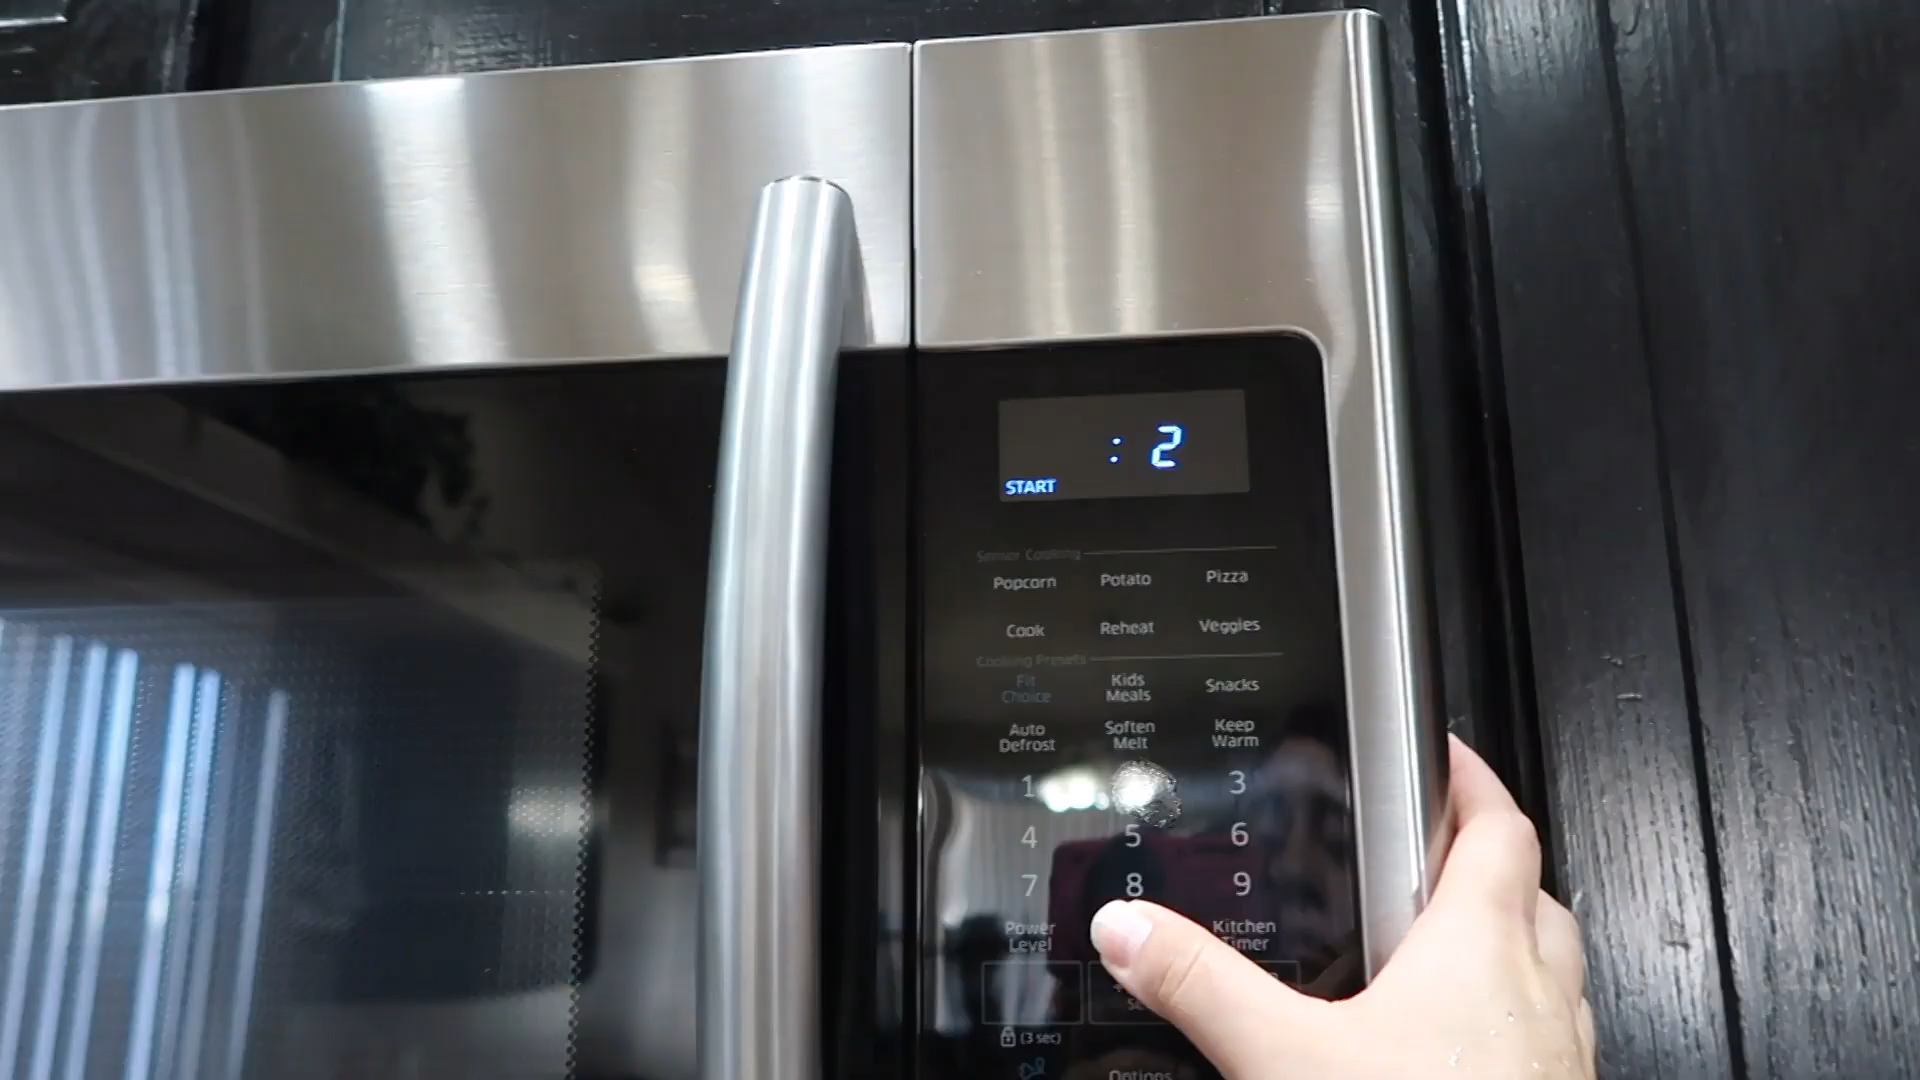 : 2
START
Sensor Cooking
Popcorn Potato Pizza
Cook Reheat Veggies
Cooking Presets
Fit Choice
Kids Meals
Snacks
Auto Defrost
Soften Melt
Keep Warm
1 3
4 5 6
7 8 9
Power Level
Kitchen Timer
(3 sec)
Options